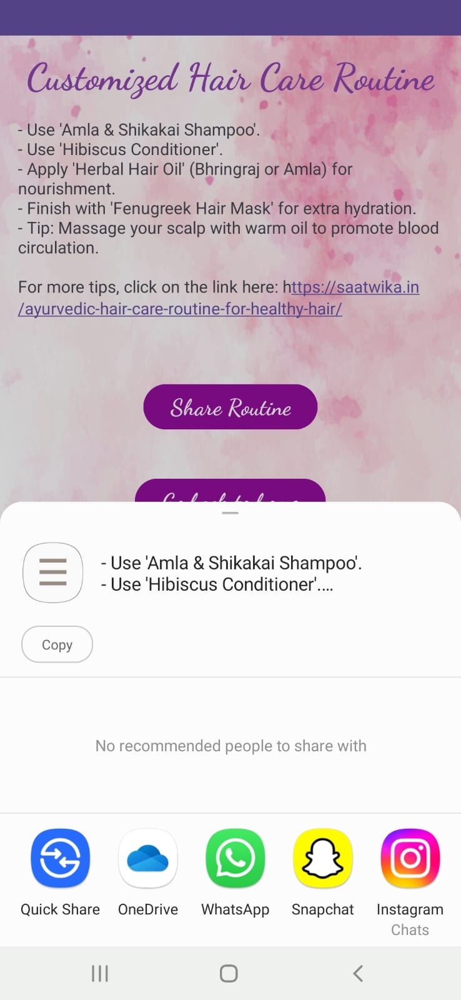 Customized Hair Care Routine
- Use 'Amla & Shikakai Shampoo'.
- Use 'Hibiscus Conditioner'.
- Apply 'Herbal Hair Oil' (Bhringraj or Amla) for
nourishment.
- Finish with 'Fenugreek Hair Mask' for extra hydration.
- Tip: Massage your scalp with warm oil to promote blood
circulation.
For more tips, click on the link here: https://saatwika.in
/ayurvedic-hair-care-routine-for-healthy-hair/
Share Routine
- Use 'Amla & Shikakai Shampoo'.
- Use 'Hibiscus Conditioner'....
Copy
No recommended people to share with
Quick Share
OneDrive
WhatsApp
Snapchat
Instagram
Chats